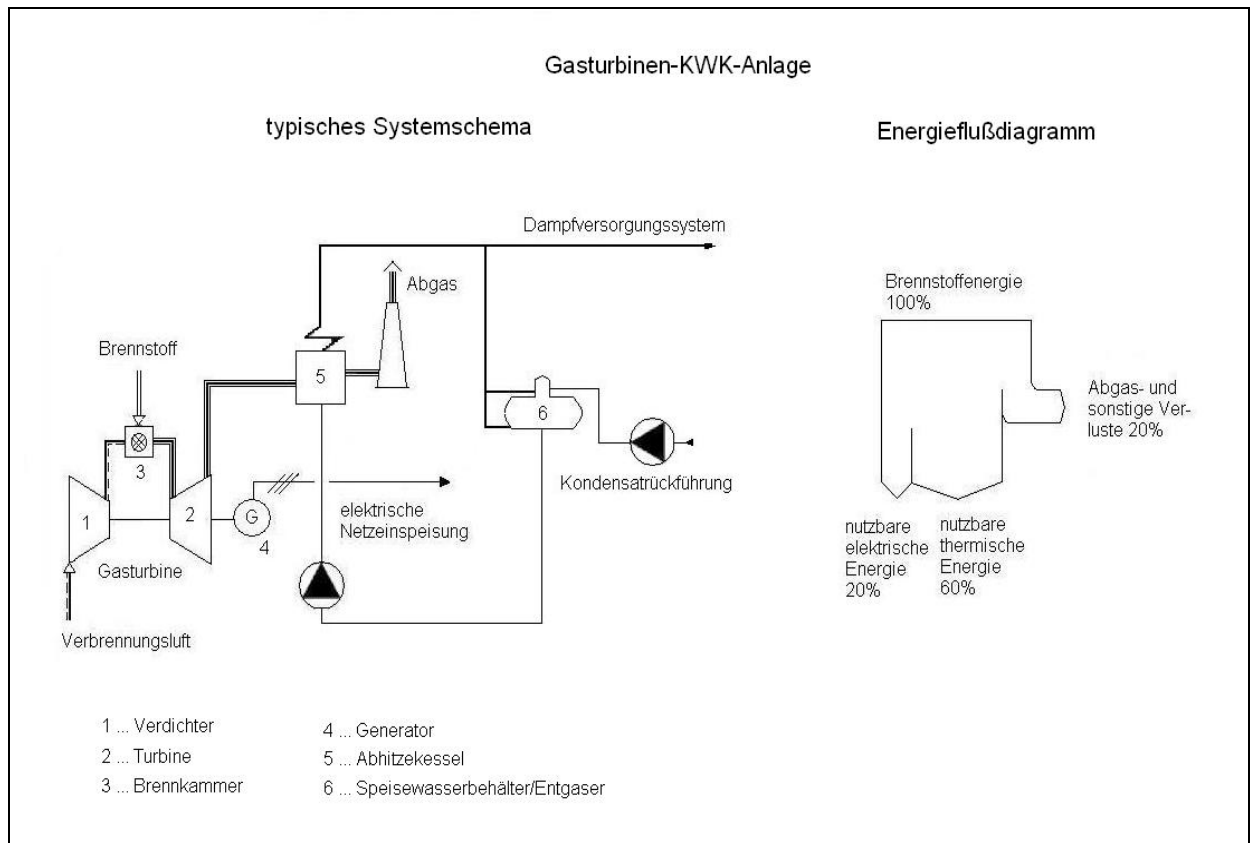 Gasturbinen-KWK-Anlage
typisches Systemschema
Energieflußdiagramm
Dampfversorgungssystem
Abgas
Brennstoff
5
6
3
Kondensatrückführung
1
2
G
4
elektrische
Netzeinspeisung
Gasturbine
Verbrennungsluft
Brennstoffenergie
100%
Abgas- und
sonstige Ver-
luste 20%
nutzbare
elektrische
Energie
20%
nutzbare
thermische
Energie
60%
1 ... Verdichter
2 ... Turbine
3 ... Brennkammer
4 ... Generator
5 ... Abhitzekessel
6 ... Speisewasserbehälter/Entgaser